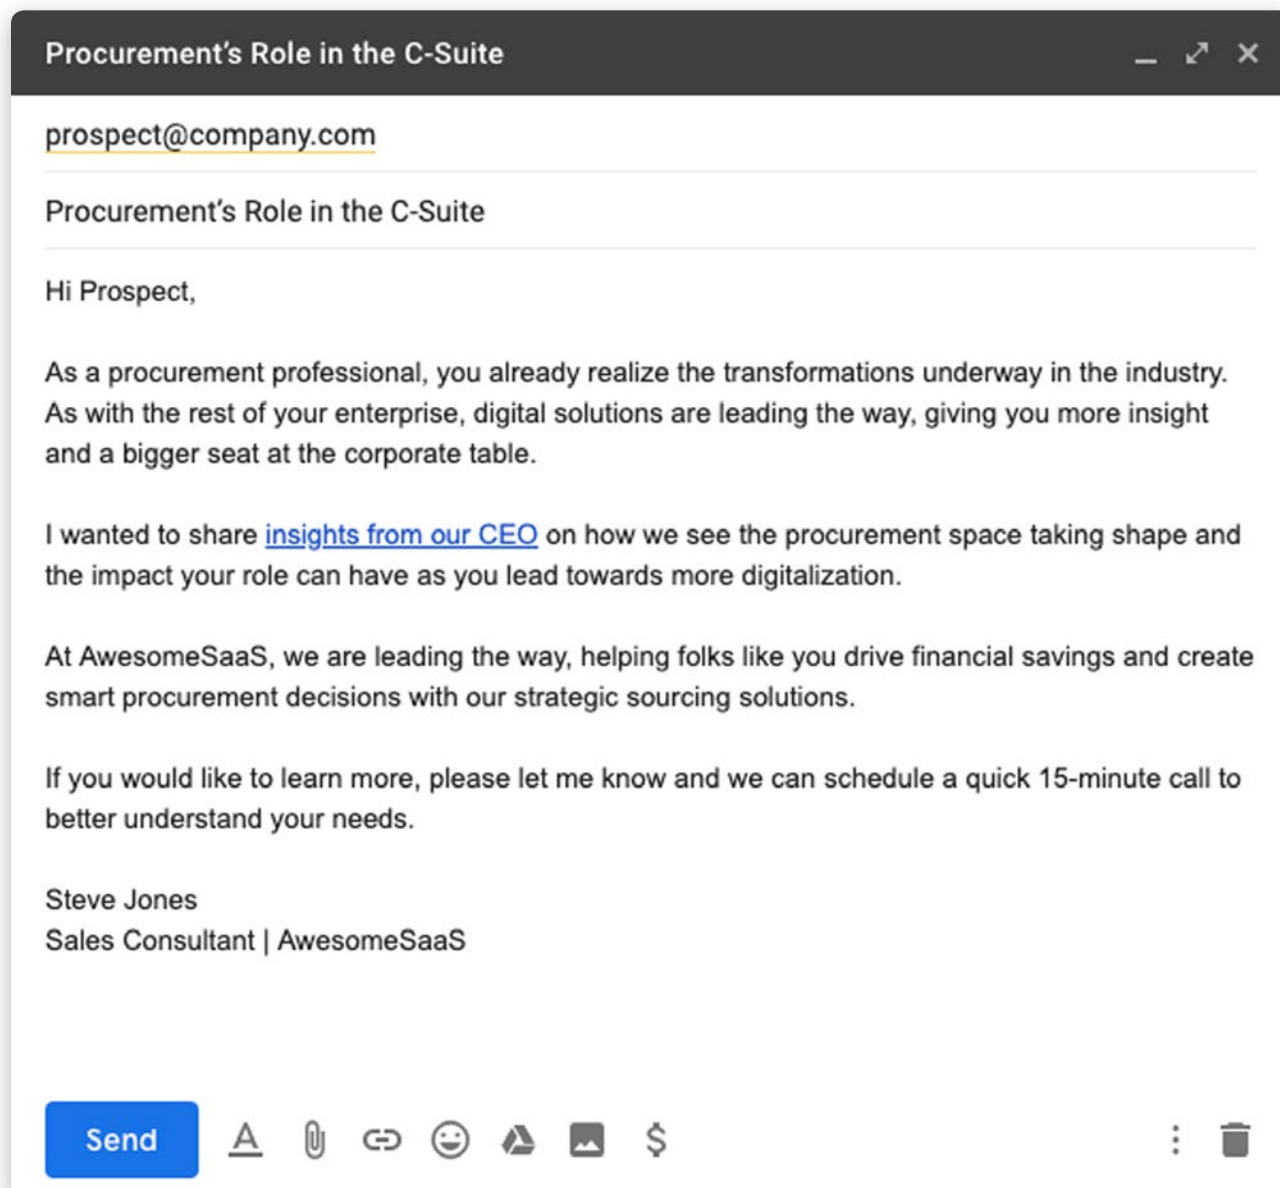 Procurement’s Role in the C-Suite
prospect@company.com
Procurement’s Role in the C-Suite
Hi Prospect,
As a procurement professional, you already realize the transformations underway in the industry.
As with the rest of your enterprise, digital solutions are leading the way, giving you more insight
and a bigger seat at the corporate table.
I wanted to share insights from our CEO on how we see the procurement space taking shape and
the impact your role can have as you lead towards more digitalization.
At AwesomeSaaS, we are leading the way, helping folks like you drive financial savings and create
smart procurement decisions with our strategic sourcing solutions.
If you would like to learn more, please let me know and we can schedule a quick 15-minute call to
better understand your needs.
Steve Jones
Sales Consultant | AwesomeSaaS
Send